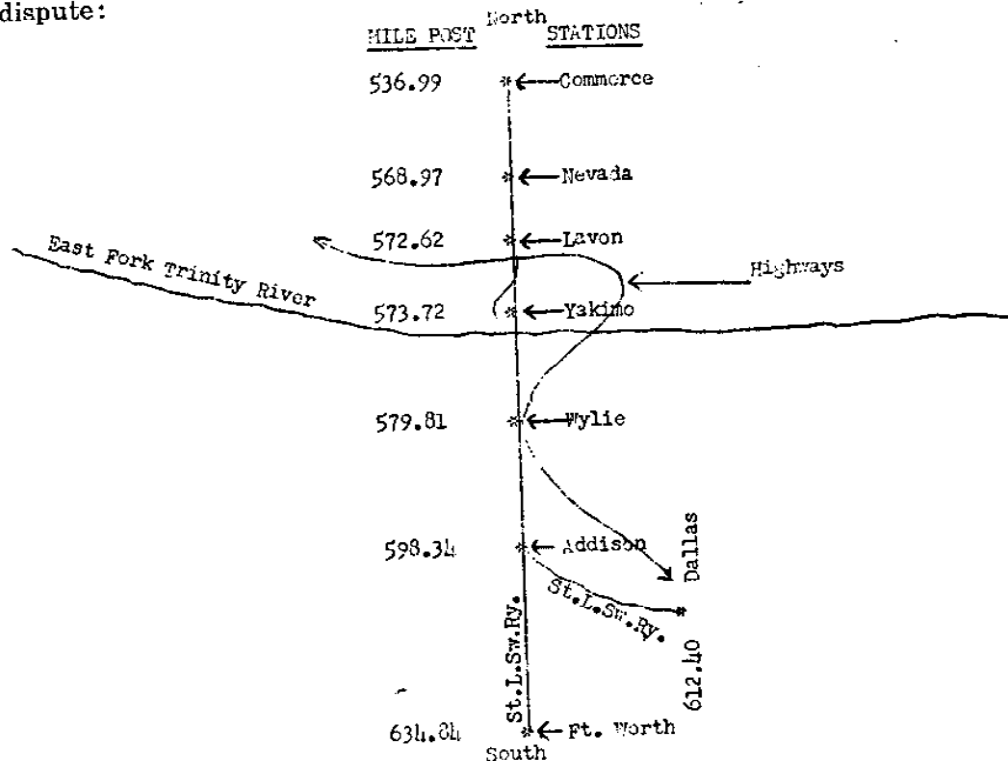 dispute:
North
MILE POST STATIONS
536.99 Commerce
568.97 Nevada
572.62 Lavon
East Fork Trinity River
Highways
573.72 Yakimo
579.81 Wylie
598.34 Addison
Dallas
St.L.Sw.Ry.
St.L.Sw.Ry.
612.40
634.84 Ft. Worth
South